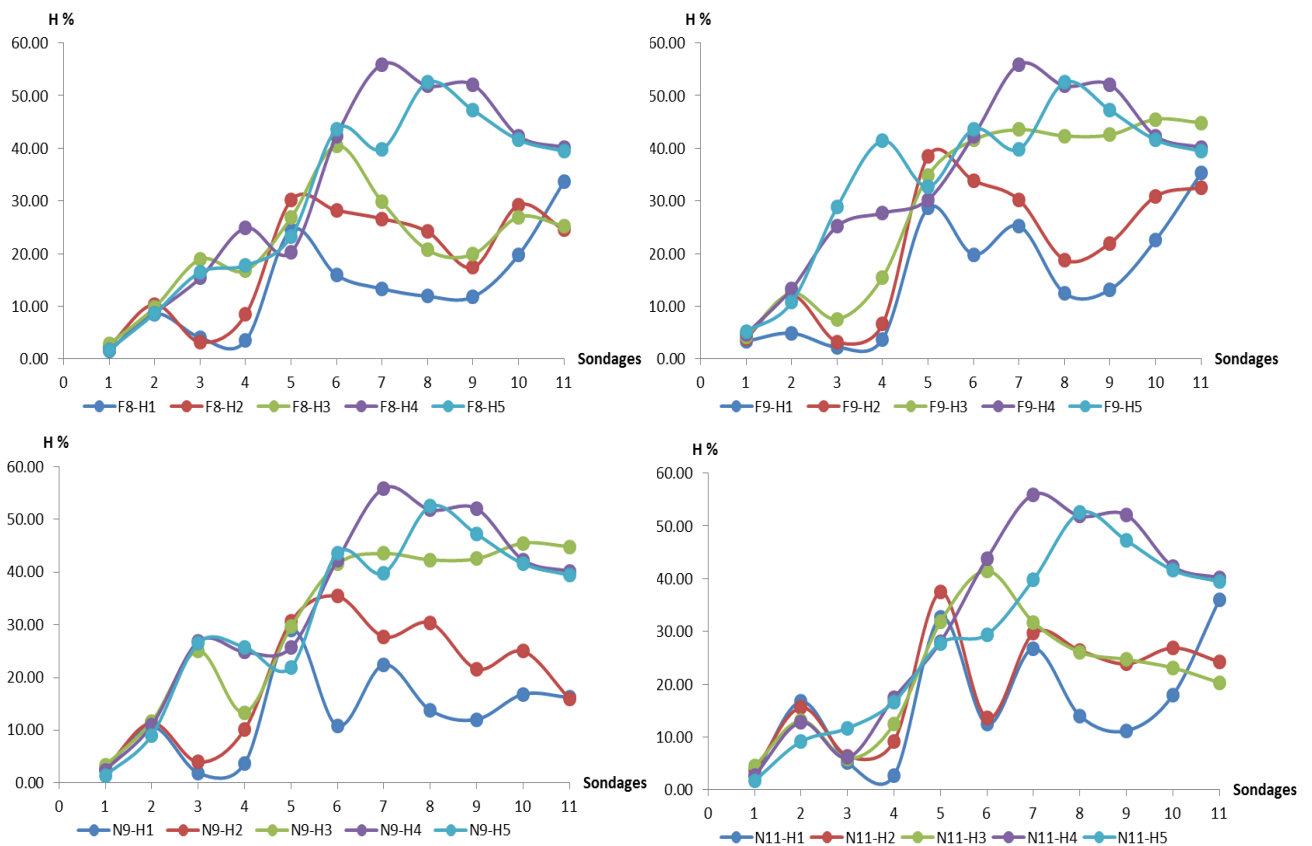 H %
60.00
50.00
40.00
30.00
20.00
10.00
0.00
Sondages
0 1 2 3 4 5 6 7 8 9 10 11
F8-H1 F8-H2 F8-H3 F8-H4 F8-H5
H %
60.00
50.00
40.00
30.00
20.00
10.00
0.00
Sondages
0 1 2 3 4 5 6 7 8 9 10 11
F9-H1 F9-H2 F9-H3 F9-H4 F9-H5
H %
60.00
50.00
40.00
30.00
20.00
10.00
0.00
Sondages
0 1 2 3 4 5 6 7 8 9 10 11
N9-H1 N9-H2 N9-H3 N9-H4 N9-H5
H %
60.00
50.00
40.00
30.00
20.00
10.00
0.00
Sondages
0 1 2 3 4 5 6 7 8 9 10 11
N11-H1 N11-H2 N11-H3 N11-H4 N11-H5